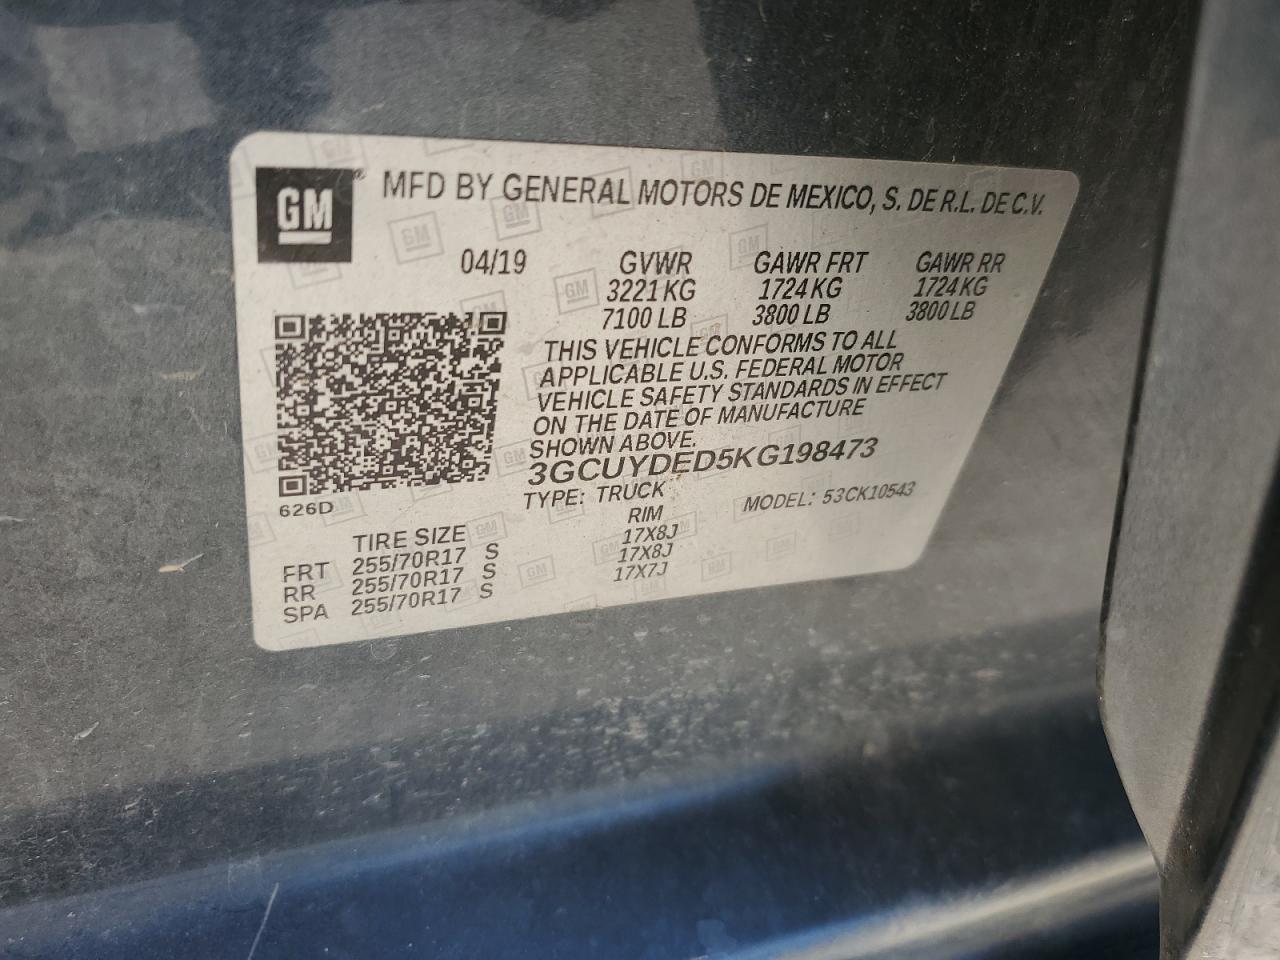 GM® MFD BY GENERAL MOTORS DE MEXICO, S. DE R.L. DE C.V.
04/19 GVWR GAWR FRT GAWR RR
3221 KG 1724 KG 1724 KG
7100 LB 3800 LB 3800 LB
THIS VEHICLE CONFORMS TO ALL
APPLICABLE U.S. FEDERAL MOTOR
VEHICLE SAFETY STANDARDS IN EFFECT
ON THE DATE OF MANUFACTURE
SHOWN ABOVE.
3GCUYDED5KG198473
TYPE: TRUCK MODEL: 53CK10543
626D
TIRE SIZE RIM
FRT 255/70R17 S 17X8J
RR 255/70R17 S 17X8J
SPA 255/70R17 S 17X7J